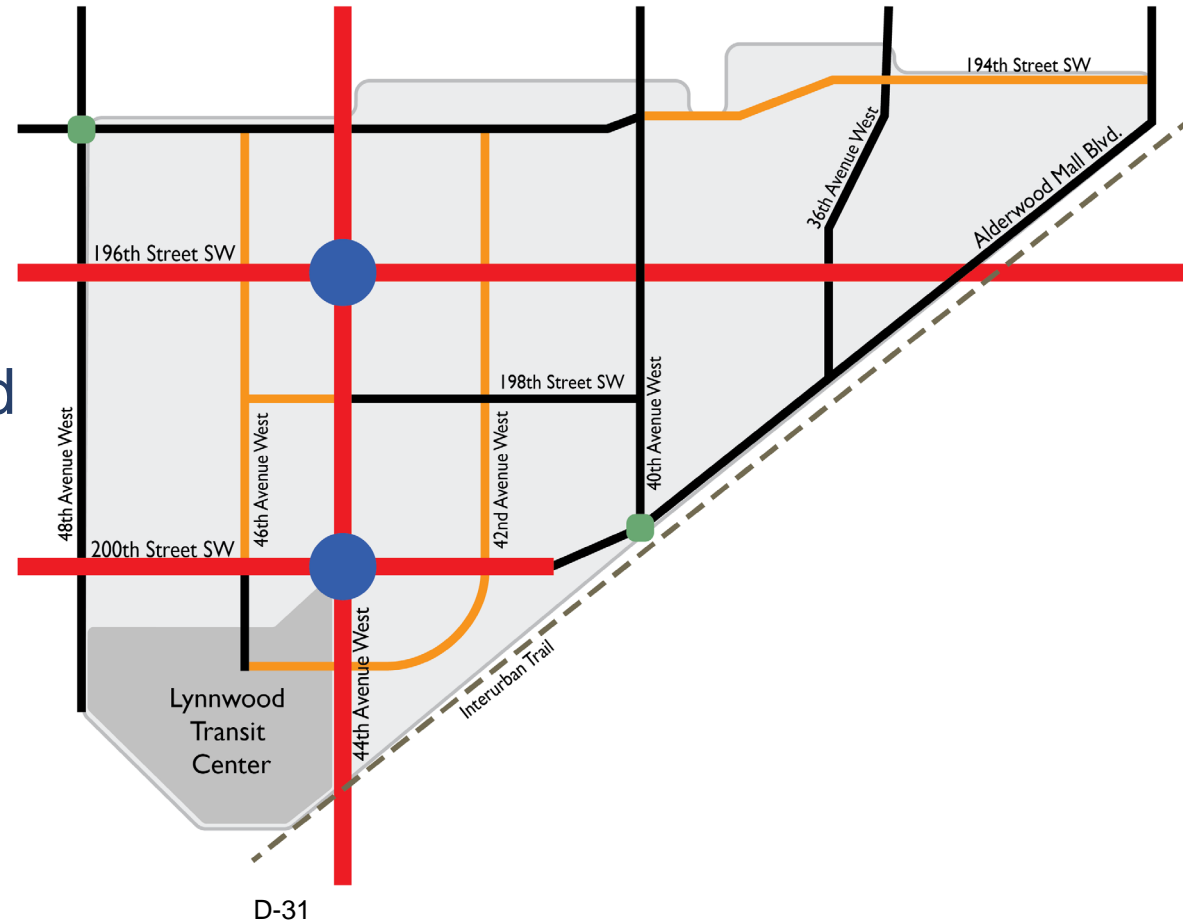 194th Street SW
36th Avenue West
Alderwood Mall Blvd.
196th Street SW
d
198th Street SW
40th Avenue West
48th Avenue West
46th Avenue West
42nd Avenue West
200th Street SW
44th Avenue West
Interurban Trail
Lynnwood
Transit
Center
D-31